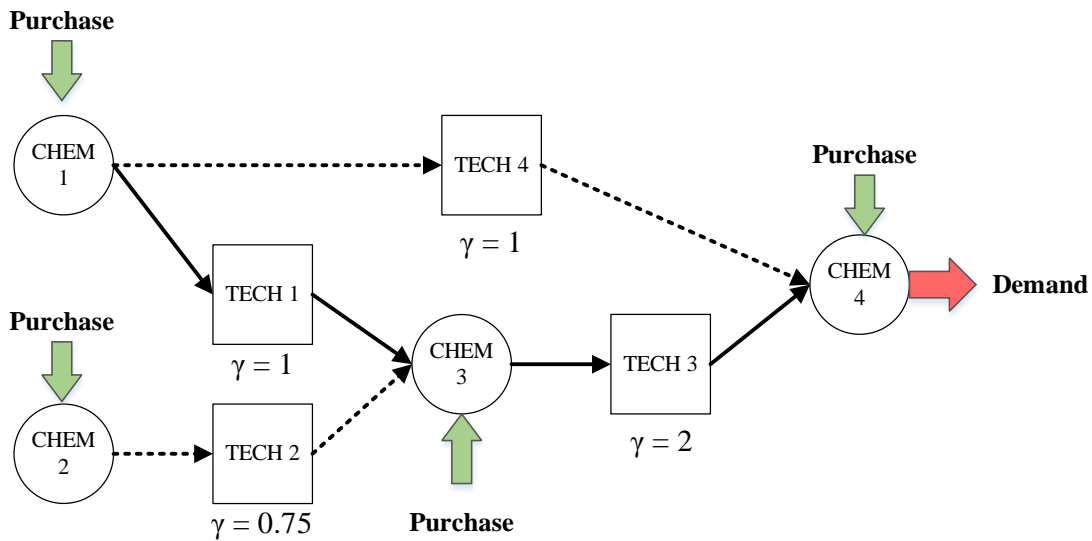 Purchase
CHEM
1
TECH 4
γ = 1
Purchase
CHEM
4
Demand
TECH 1
γ = 1
Purchase
CHEM
2
TECH 2
γ = 0.75
CHEM
3
Purchase
TECH 3
γ = 2